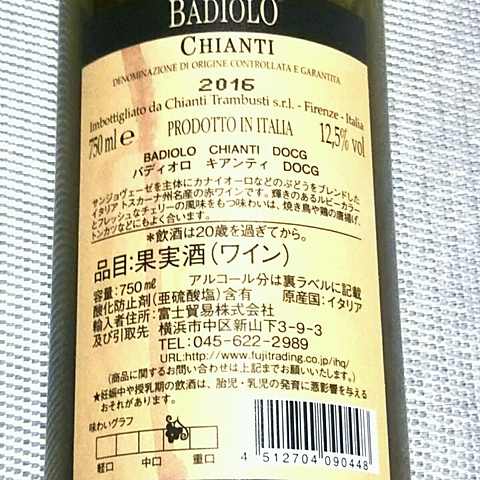 BADIOLO
CHIANTI
DENOMINAZIONE DI ORIGINE CONTROLLATA E GARANTITA
2016
Imbottigliato da Chianti Trambusti s.r.l. - Firenze - Italia
750 ml e PRODOTTO IN ITALIA 12,5% vol
BADIOLO CHIANTI DOCG
バディオロ キアンティ DOCG
サンジョヴェーゼを主体にカナイオーロなどのぶどうをブレンドした
イタリア トスカーナ州名産の赤ワインです。輝きのあるルビーカラー
とフレッシュなチェリーの風味をもつ味わいは、焼き鳥や鶏の唐揚げ、
トンカツなどにもよく合います。
*飲酒は20歳を過ぎてから。
品目:果実酒(ワイン)
アルコール分は裏ラベルに記載
容量:750㎖
酸化防止剤(亜硫酸塩)含有 原産国:イタリア
輸入者住所:富士貿易株式会社
及び引取先 横浜市中区新山下3-9-3
TEL:045-622-2989
URL:http://www.fujitrading.co.jp/ihq/
(商品に関するお問い合わせは上記までお願いします。)
★妊娠中や授乳期の飲酒は、胎児・乳児の発育に悪影響を与える
おそれがあります。
味わいグラフ
軽口 中口 重口
4 512704 090448